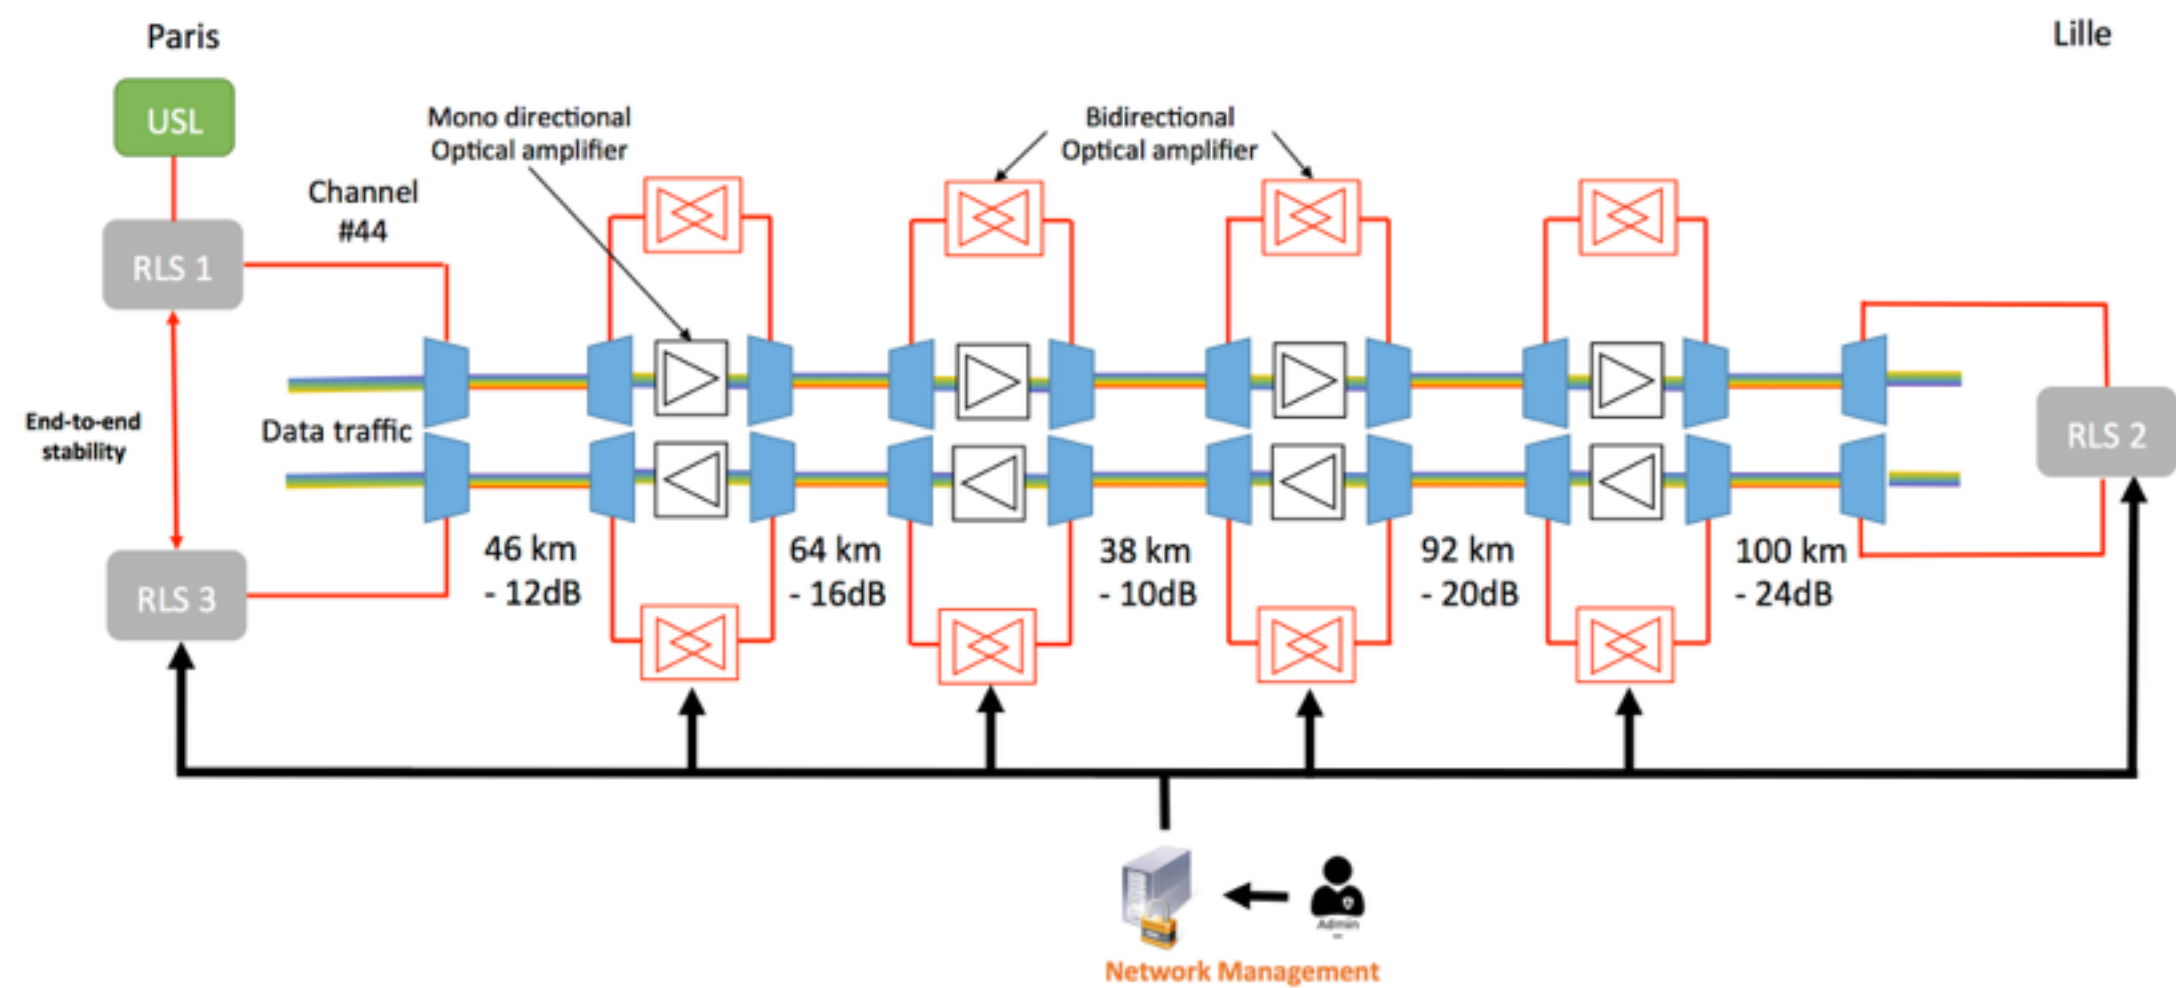 Paris
Lille
USL
Mono directional
Optical amplifier
Bidirectional
Optical amplifier
Channel
#44
RLS 1
End-to-end
stability
Data traffic
RLS 2
46 km
- 12dB
64 km
- 16dB
38 km
- 10dB
92 km
- 20dB
100 km
- 24dB
RLS 3
Admin
Network Management